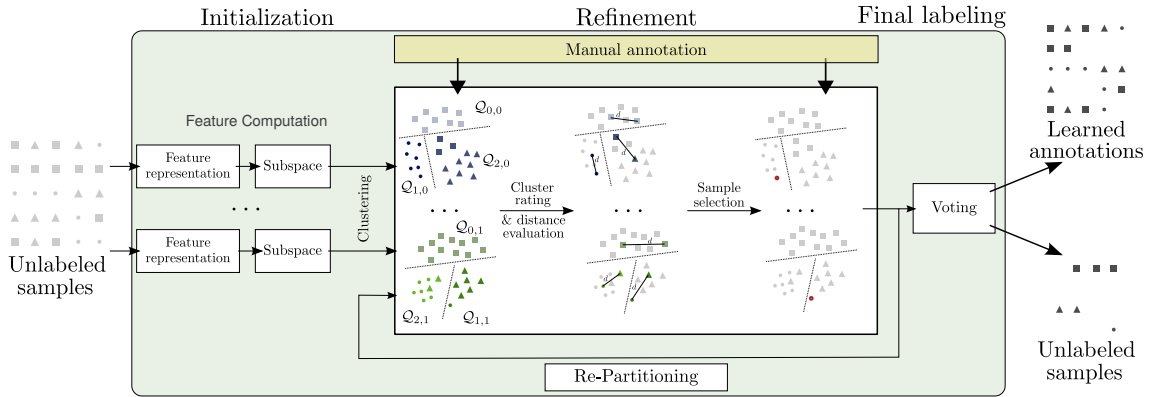 Initialization
Refinement
Final labeling
Manual annotation
Feature Computation
Feature
representation
Subspace
. . .
Feature
representation
Subspace
Unlabeled
samples
Clustering
Q0,0
Q2,0
Q1,0
. . .
Q0,1
Q2,1
Q1,1
Cluster
rating
& distance
evaluation
d
d
d
. . .
d
d
d
Sample
selection
. . .
Voting
Re-Partitioning
Learned
annotations
Unlabeled
samples